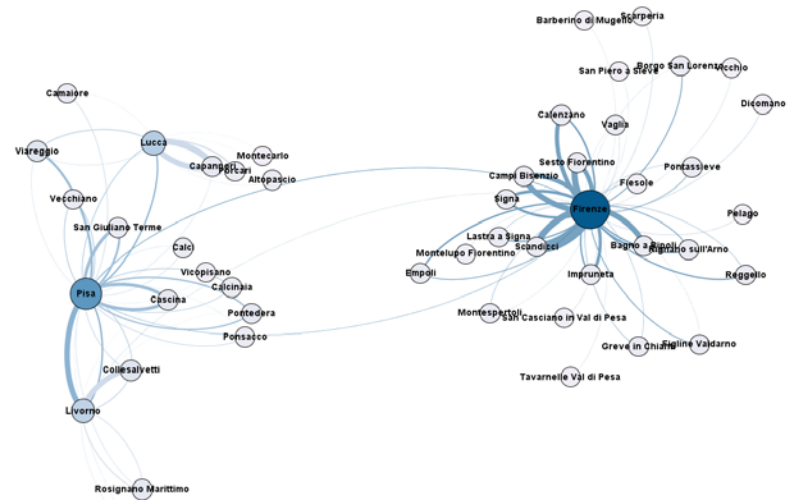 Scarperia
Barberino di Mugello
Borgo San Lorenzo
Vicchio
San Piero a Sieve
Camaiore
Dicomano
Calenzano
Vaglia
Lucca
Viareggio
Montecarlo
Capannori
Porcari
Altopascio
Sesto Fiorentino
Pontassieve
Campi Bisenzio
Fiesole
Vecchiano
Signa
Firenze
Pelago
San Giuliano Terme
Lastra a Signa
Scandicci
Bagno a Ripoli
Rignano sull'Arno
Calci
Montelupo Fiorentino
Vicopisano
Empoli
Impruneta
Reggello
Calcinaia
Pisa
Cascina
Pontedera
Montespertoli
San Casciano in Val di Pesa
Ponsacco
Greve in Chianti
Figline Valdarno
Collesalvetti
Tavarnelle Val di Pesa
Livorno
Rosignano Marittimo